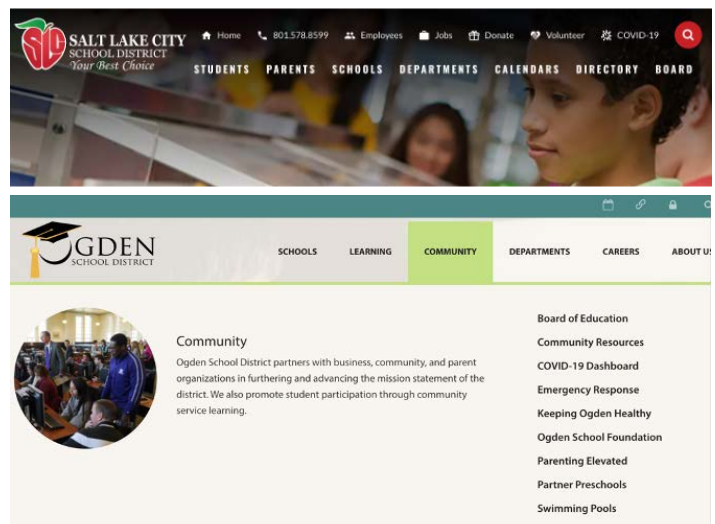 SLC SALT LAKE CITY
SCHOOL DISTRICT
Your Best Choice
Home 801.578.8599 Employees Jobs Donate Volunteer COVID-19
STUDENTS PARENTS SCHOOLS DEPARTMENTS CALENDARS DIRECTORY BOARD
OGDEN
SCHOOL DISTRICT
SCHOOLS LEARNING COMMUNITY DEPARTMENTS CAREERS ABOUT US
Community
Ogden School District partners with business, community, and parent
organizations in furthering and advancing the mission statement of the
district. We also promote student participation through community
service learning.
Board of Education
Community Resources
COVID-19 Dashboard
Emergency Response
Keeping Ogden Healthy
Ogden School Foundation
Parenting Elevated
Partner Preschools
Swimming Pools